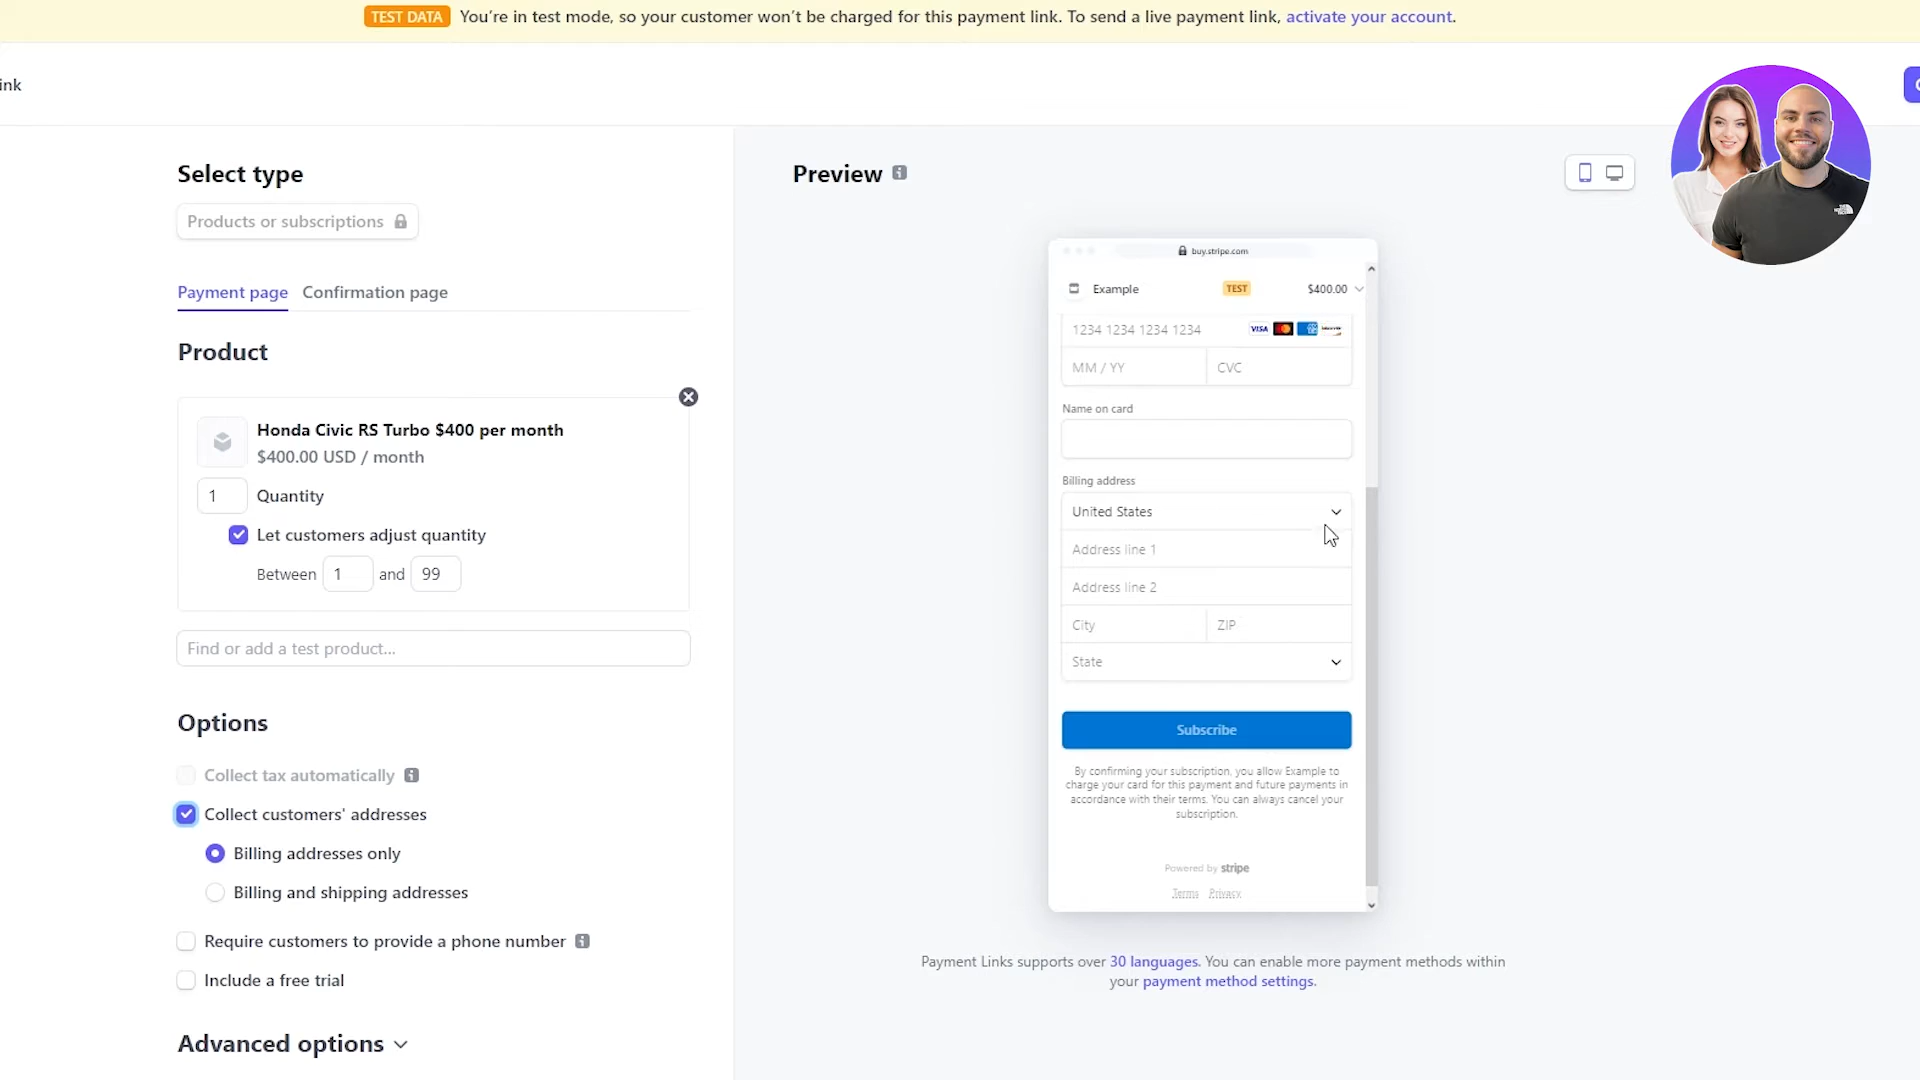 TEST DATA You're in test mode, so your customer won't be charged for this payment link. To send a live payment link, activate your account.
ink
Select type
Products or subscriptions
Payment page Confirmation page
Product
Honda Civic RS Turbo $400 per month
$400.00 USD / month
1 Quantity
Let customers adjust quantity
Between 1 and 99
Find or add a test product...
Options
Collect tax automatically
Collect customers' addresses
Billing addresses only
Billing and shipping addresses
Require customers to provide a phone number
Include a free trial
Advanced options
Preview
buy.stripe.com
Example TEST $400.00
1234 1234 1234 1234 VISA
MM / YY CVC
Name on card
Billing address
United States
Address line 1
Address line 2
City ZIP
State
Subscribe
By confirming your subscription, you allow Example to
charge your card for this payment and future payments in
accordance with their terms. You can always cancel your
subscription.
Powered by stripe
Terms Privacy
Payment Links supports over 30 languages. You can enable more payment methods within
your payment method settings.